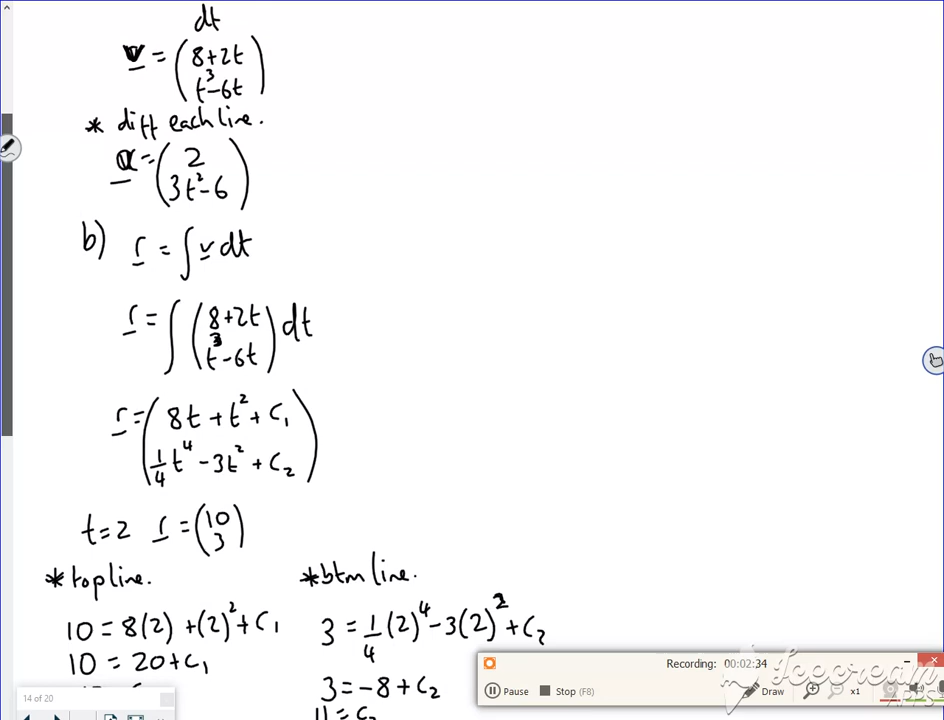 dt
v = (8+2t
t³-6t)
* diff each line.
a = (2
3t²-6)
b) r = ∫ v dt
r = ∫ (8+2t
t³-6t) dt
r = (8t + t² + C₁
1/4 t⁴ - 3t² + C₂)
t=2 r = (10
3)
* top line.
10 = 8(2) + (2)² + C₁
10 = 20 + C₁
* btm line.
3 = 1/4 (2)⁴ - 3(2)² + C₂
3 = -8 + C₂
11 = C₂
14 of 20
Recording: 00:02:34
Pause Stop (F8) Draw x1
Icecream
APPS